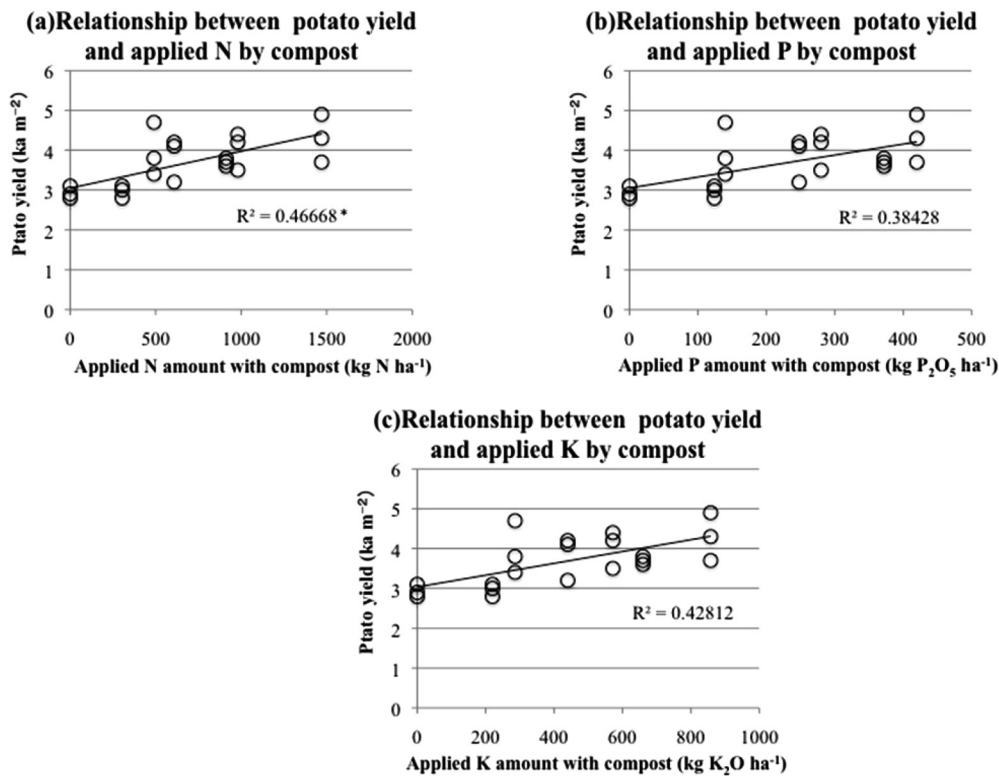 (a)Relationship between potato yield
and applied N by compost
Ptato yield (ka m⁻²)
6
5
4
3
2
1
0
R² = 0.46668 *
0 500 1000 1500 2000
Applied N amount with compost (kg N ha⁻¹)
(b)Relationship between potato yield
and applied P by compost
Ptato yield (ka m⁻²)
6
5
4
3
2
1
0
R² = 0.38428
0 100 200 300 400 500
Applied P amount with compost (kg P₂O₅ ha⁻¹)
(c)Relationship between potato yield
and applied K by compost
Ptato yield (ka m⁻²)
6
5
4
3
2
1
0
R² = 0.42812
0 200 400 600 800 1000
Applied K amount with compost (kg K₂O ha⁻¹)